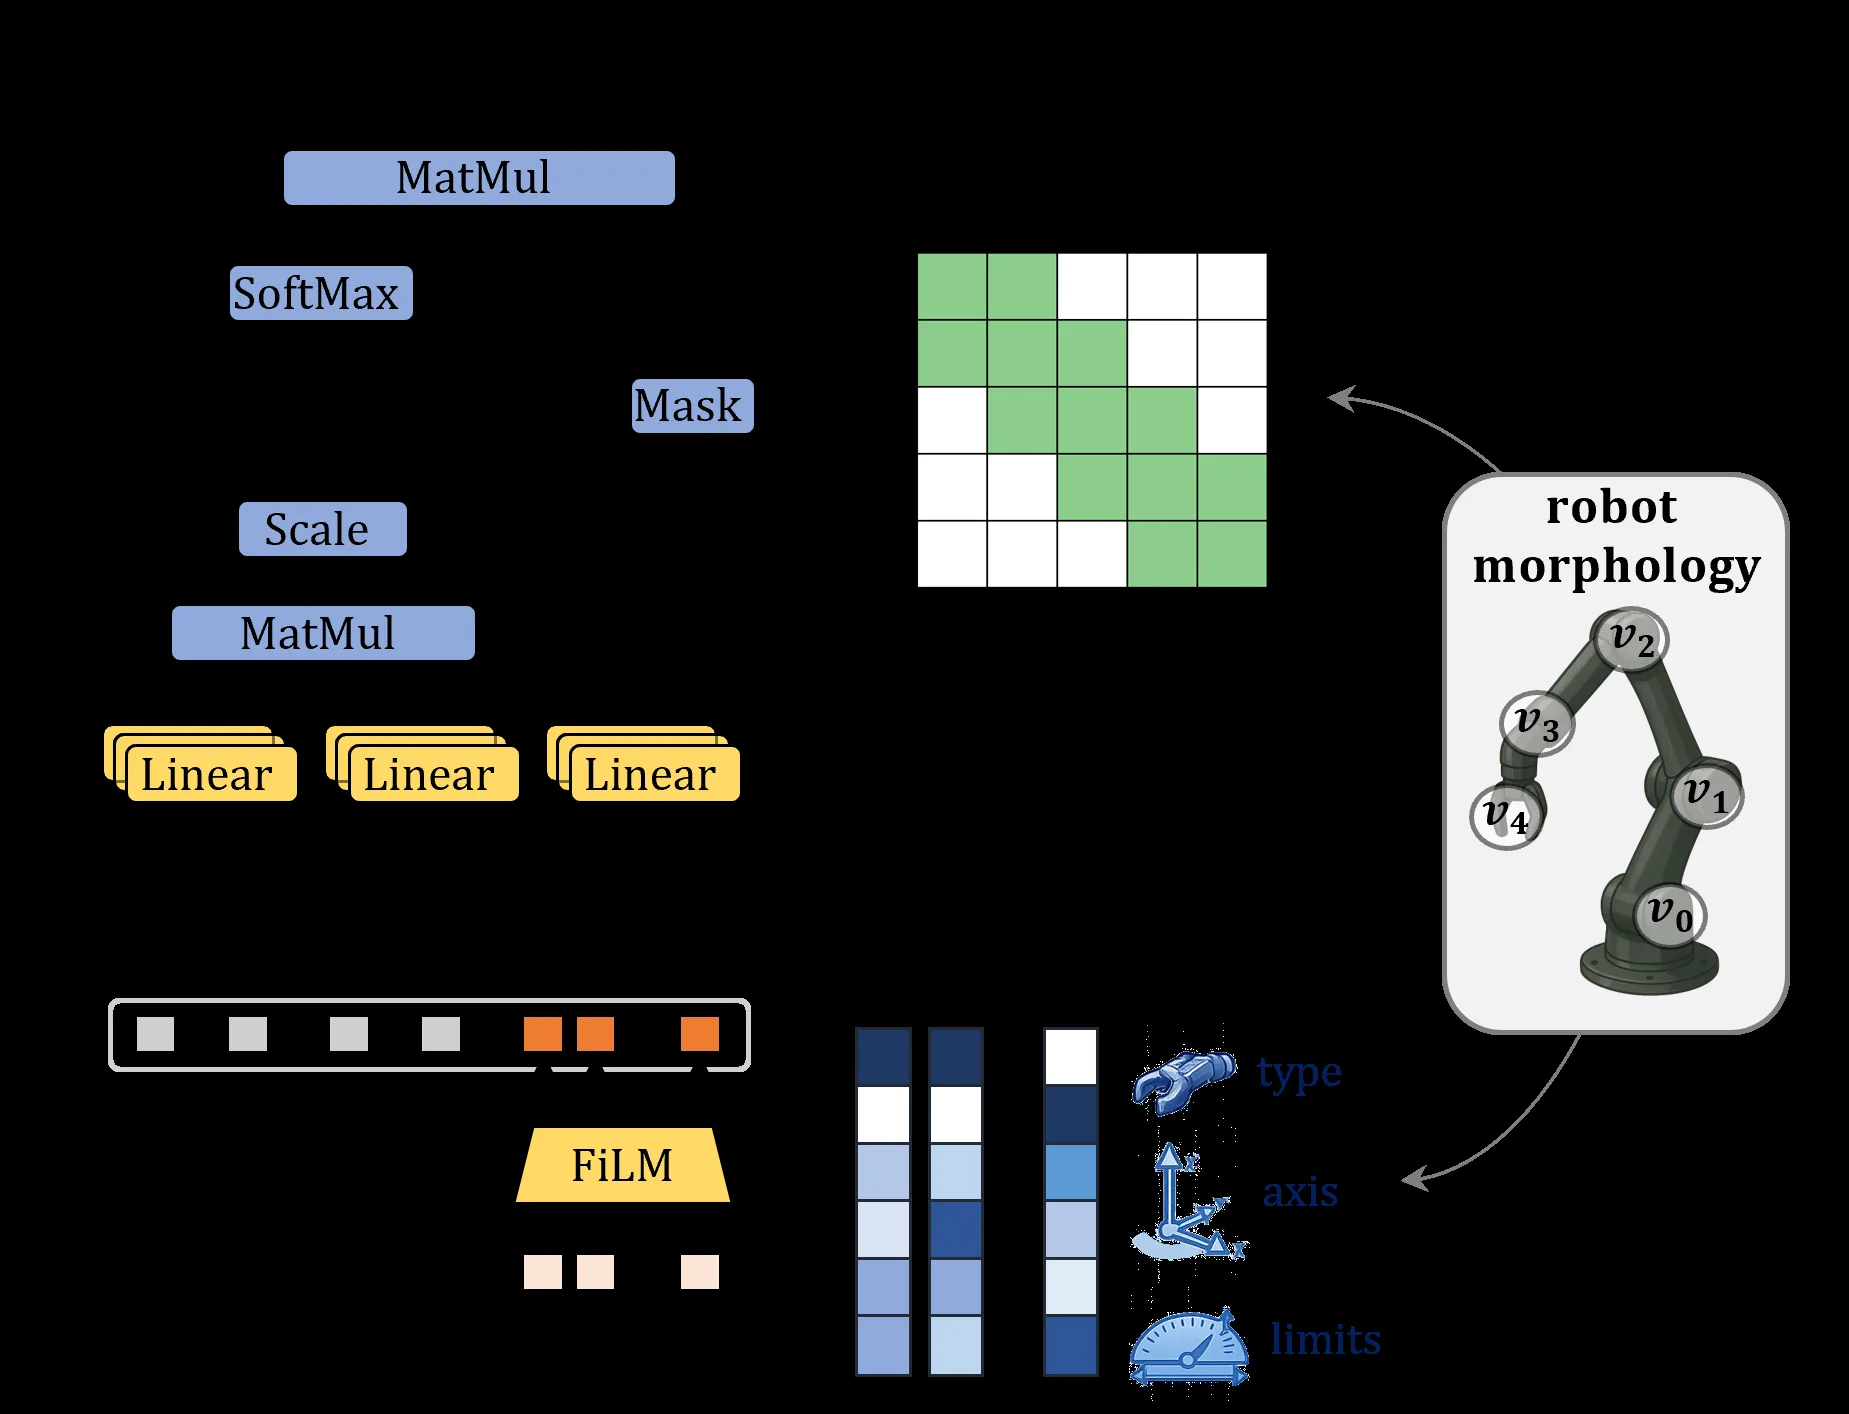 MatMul
SoftMax
Mask
Scale
MatMul
Linear
Linear
Linear
FiLM
robot
morphology
v2
v3
v1
v4
v0
type
axis
limits
x